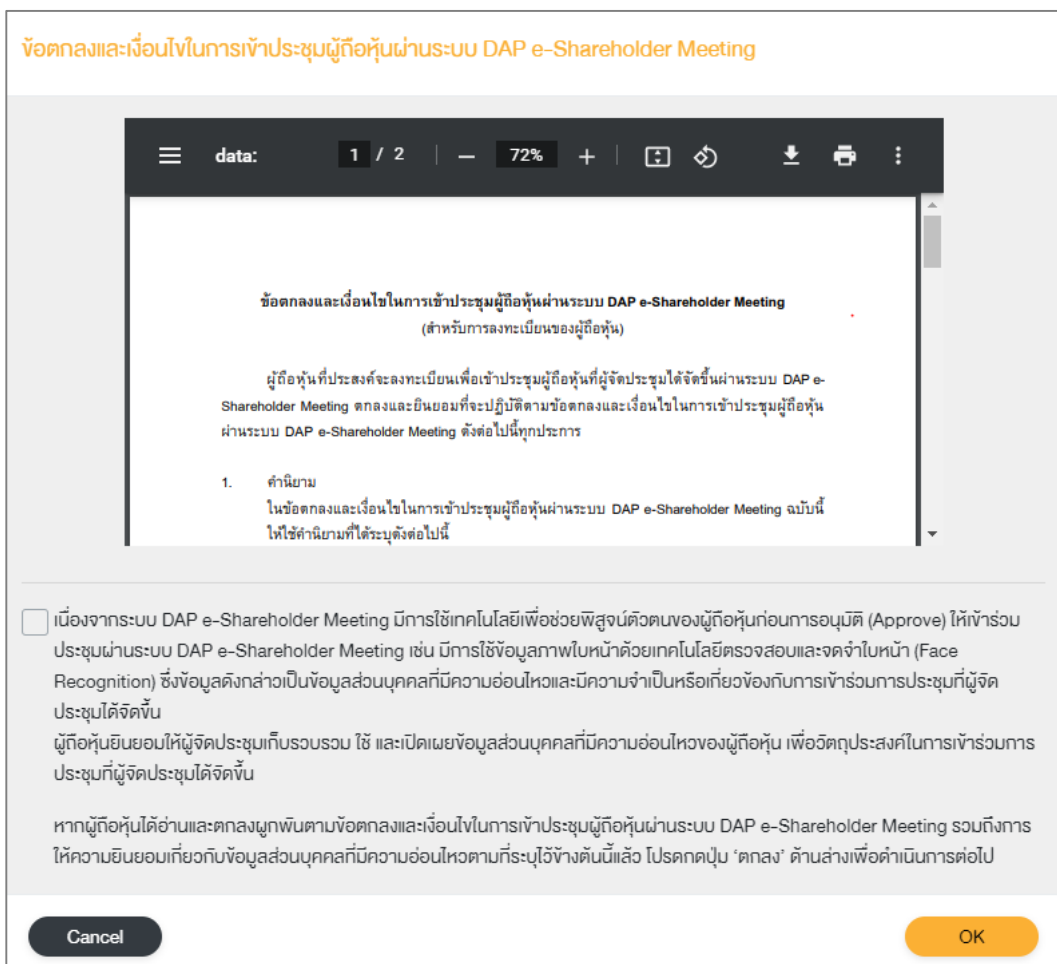 ข้อตกลงและเงื่อนไขในการเข้าประชุมผู้ถือหุ้นผ่านระบบ DAP e-Shareholder Meeting
data:
1 / 2
72%
ข้อตกลงและเงื่อนไขในการเข้าประชุมผู้ถือหุ้นผ่านระบบ DAP e-Shareholder Meeting
(สำหรับการลงทะเบียนของผู้ถือหุ้น)
ผู้ถือหุ้นที่ประสงค์จะลงทะเบียนเพื่อเข้าประชุมผู้ถือหุ้นที่ผู้จัดประชุมได้จัดขึ้นผ่านระบบ DAP e-
Shareholder Meeting ตกลงและยินยอมที่จะปฏิบัติตามข้อตกลงและเงื่อนไขในการเข้าประชุมผู้ถือหุ้น
ผ่านระบบ DAP e-Shareholder Meeting ดังต่อไปนี้ทุกประการ
1. คำนิยาม
ในข้อตกลงและเงื่อนไขในการเข้าประชุมผู้ถือหุ้นผ่านระบบ DAP e-Shareholder Meeting ฉบับนี้
ให้ใช้คำนิยามที่ได้ระบุดังต่อไปนี้
เนื่องจากระบบ DAP e-Shareholder Meeting มีการใช้เทคโนโลยีเพื่อช่วยพิสูจน์ตัวตนของผู้ถือหุ้นก่อนการอนุมัติ (Approve) ให้เข้าร่วม
ประชุมผ่านระบบ DAP e-Shareholder Meeting เช่น มีการใช้ข้อมูลภาพใบหน้าด้วยเทคโนโลยีตรวจสอบและจดจำใบหน้า (Face
Recognition) ซึ่งข้อมูลดังกล่าวเป็นข้อมูลส่วนบุคคลที่มีความอ่อนไหวและมีความจำเป็นหรือเกี่ยวข้องกับการเข้าร่วมการประชุมที่ผู้จัด
ประชุมได้จัดขึ้น
ผู้ถือหุ้นยินยอมให้ผู้จัดประชุมเก็บรวบรวม ใช้ และเปิดเผยข้อมูลส่วนบุคคลที่มีความอ่อนไหวของผู้ถือหุ้น เพื่อวัตถุประสงค์ในการเข้าร่วมการ
ประชุมที่ผู้จัดประชุมได้จัดขึ้น
หากผู้ถือหุ้นได้อ่านและตกลงผูกพันตามข้อตกลงและเงื่อนไขในการเข้าประชุมผู้ถือหุ้นผ่านระบบ DAP e-Shareholder Meeting รวมถึงการ
ให้ความยินยอมเกี่ยวกับข้อมูลส่วนบุคคลที่มีความอ่อนไหวตามที่ระบุไว้ข้างต้นนี้แล้ว โปรดกดปุ่ม ‘ตกลง’ ด้านล่างเพื่อดำเนินการต่อไป
Cancel
OK